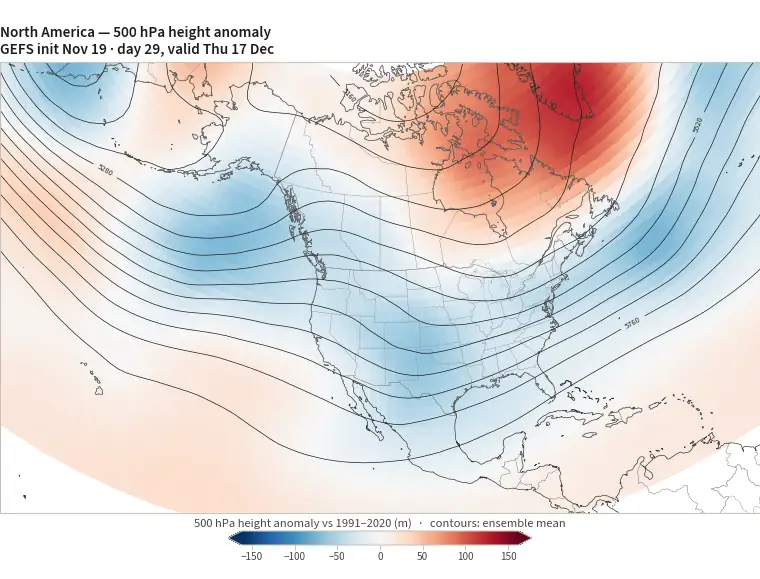 North America — 500 hPa height anomaly
GEFS init Nov 19 · day 29, valid Thu 17 Dec
5280
5520
5760
500 hPa height anomaly vs 1991–2020 (m) · contours: ensemble mean
−150 −100 −50 0 50 100 150